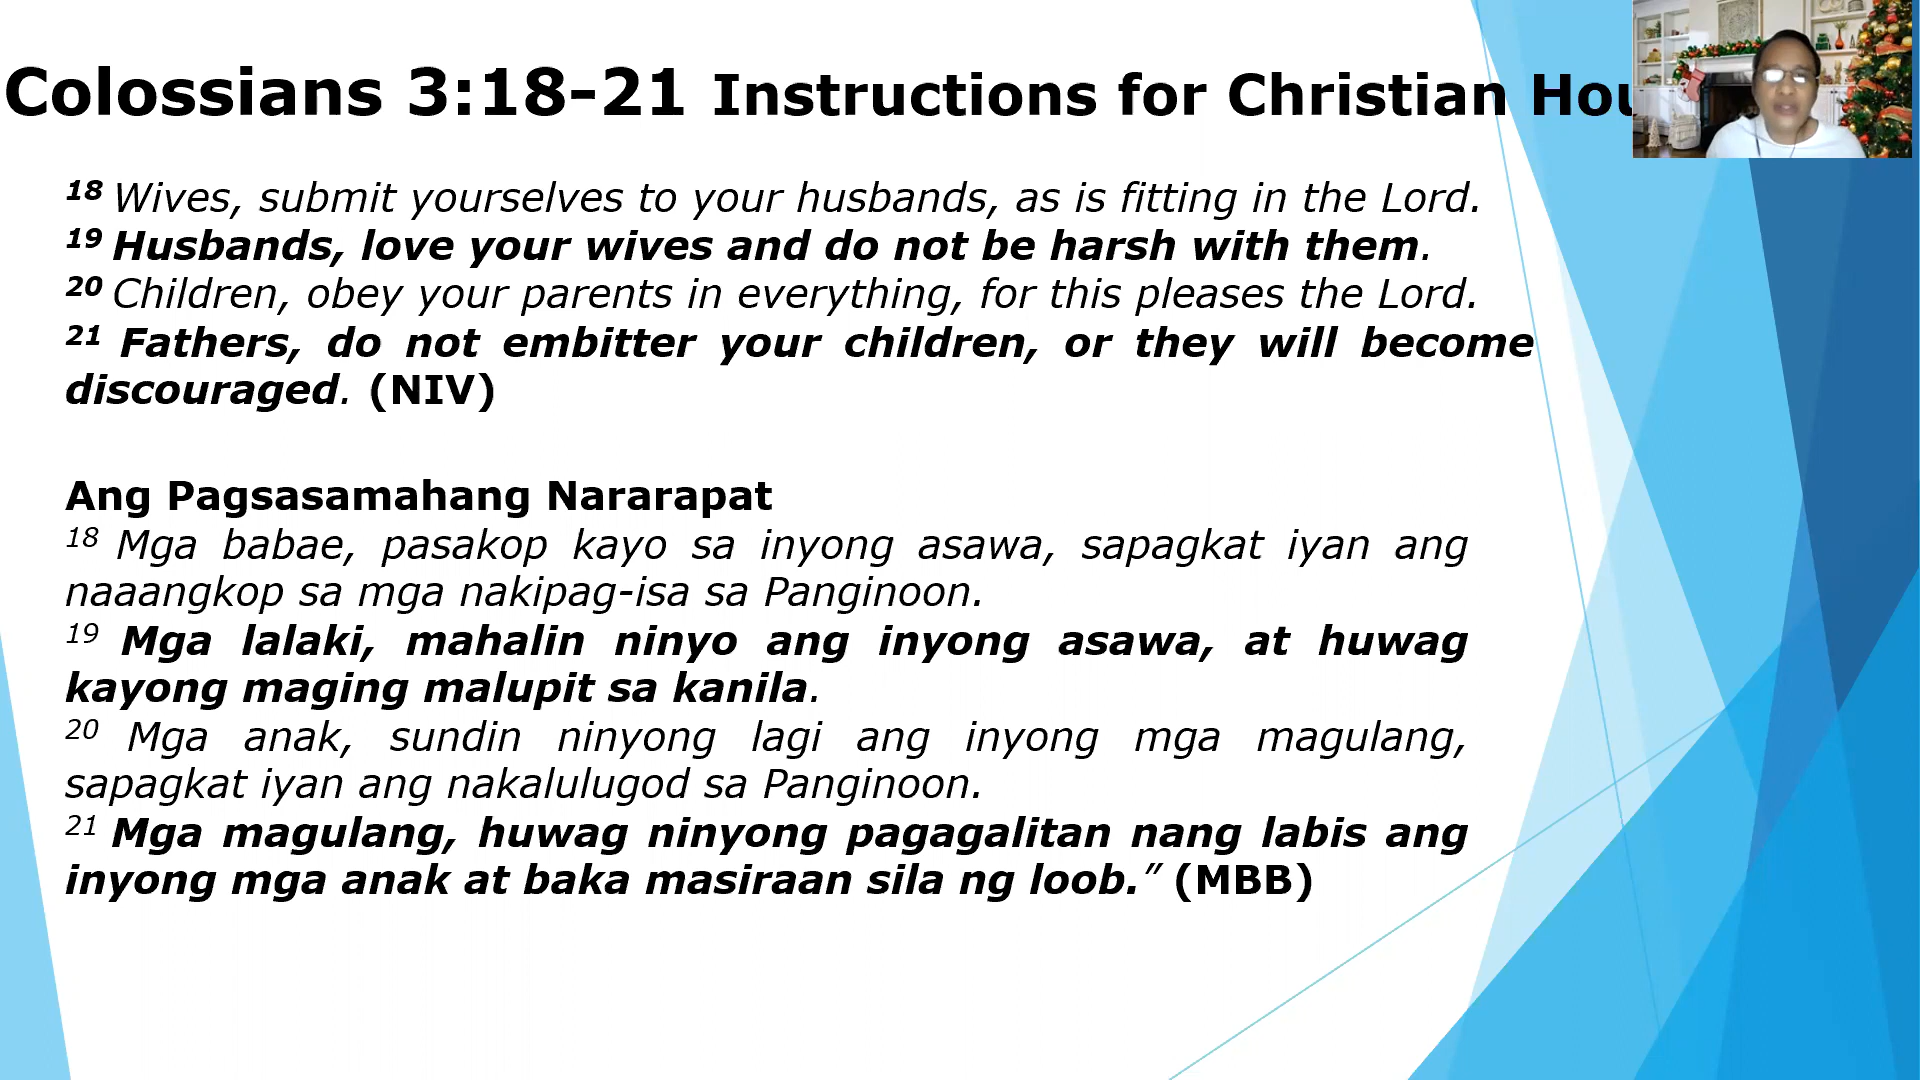 Colossians 3:18-21 Instructions for Christian
18 Wives, submit yourselves to your husbands, as is fitting in the Lord.
19 Husbands, love your wives and do not be harsh with them.
20 Children, obey your parents in everything, for this pleases the Lord.
21 Fathers, do not embitter your children, or they will become
discouraged. (NIV)
Ang Pagsasamahang Nararapat
18 Mga babae, pasakop kayo sa inyong asawa, sapagkat iyan ang
naaangkop sa mga nakipag-isa sa Panginoon.
19 Mga lalaki, mahalin ninyo ang inyong asawa, at huwag
kayong maging malupit sa kanila.
20 Mga anak, sundin ninyong lagi ang inyong mga magulang,
sapagkat iyan ang nakalulugod sa Panginoon.
21 Mga magulang, huwag ninyong pagagalitan nang labis ang
inyong mga anak at baka masiraan sila ng loob.” (MBB)